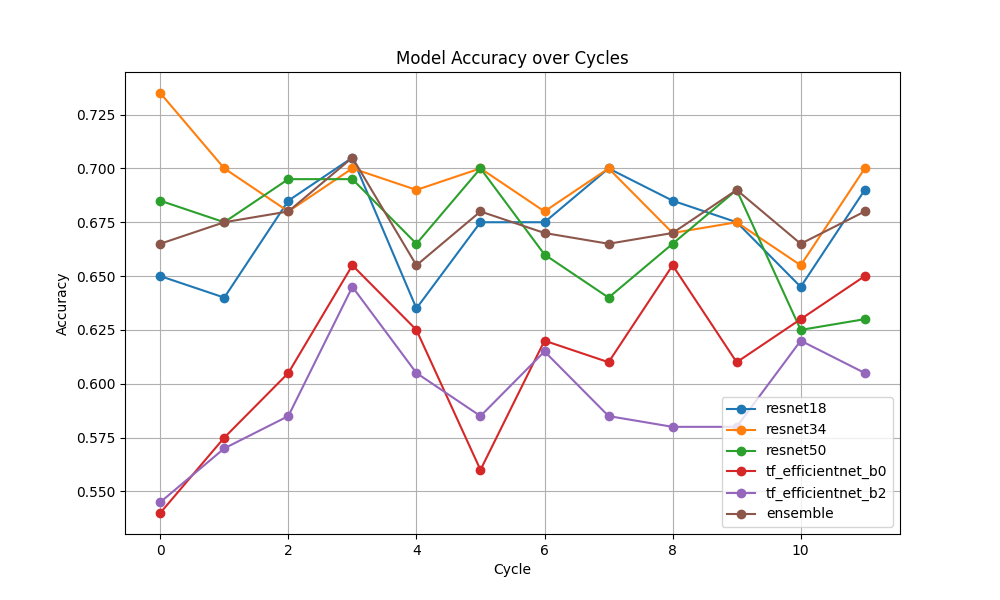 Model Accuracy over Cycles
0.725
0.700
0.675
0.650
0.625
0.600
0.575
0.550
Accuracy
0 2 4 6 8 10
Cycle
resnet18
resnet34
resnet50
tf_efficientnet_b0
tf_efficientnet_b2
ensemble